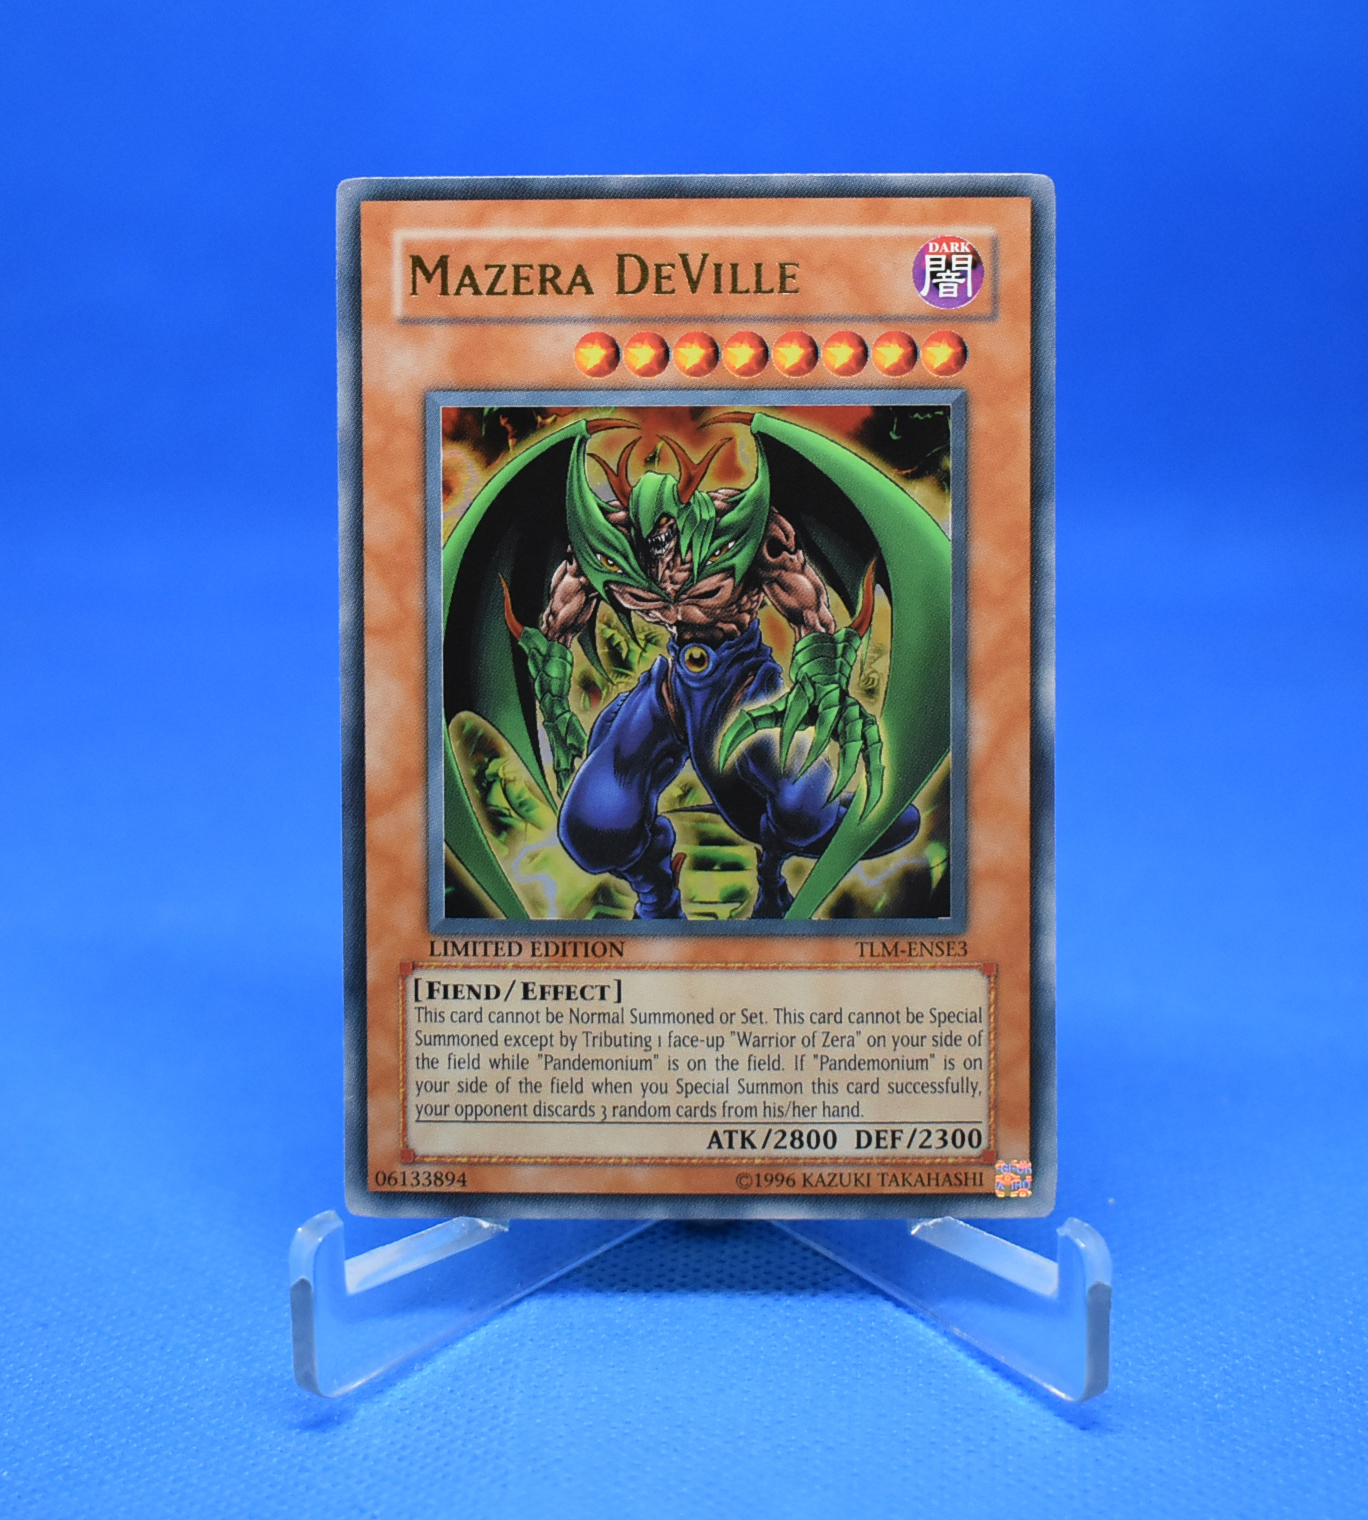 MAZERA DEVILLE
DARK
闇
LIMITED EDITION TLM-ENSE3
[FIEND/EFFECT]
This card cannot be Normal Summoned or Set. This card cannot be Special
Summoned except by Tributing 1 face-up "Warrior of Zera" on your side of
the field while "Pandemonium" is on the field. If "Pandemonium" is on
your side of the field when you Special Summon this card successfully,
your opponent discards 3 random cards from his/her hand.
ATK/2800 DEF/2300
06133894 ©1996 KAZUKI TAKAHASHI